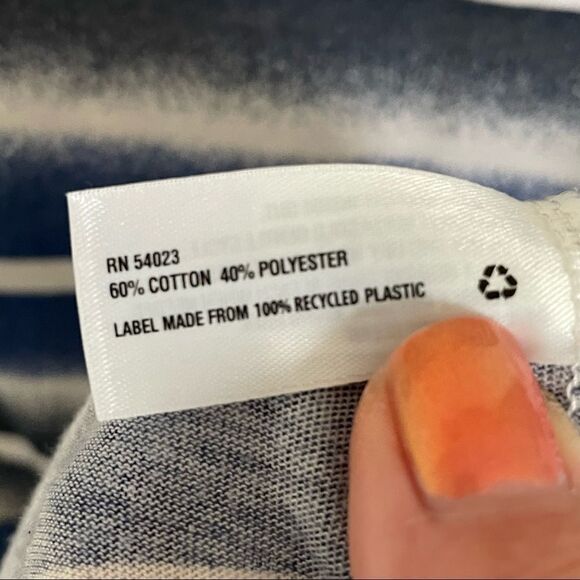 RN 54023
60% COTTON 40% POLYESTER
LABEL MADE FROM 100% RECYCLED PLASTIC